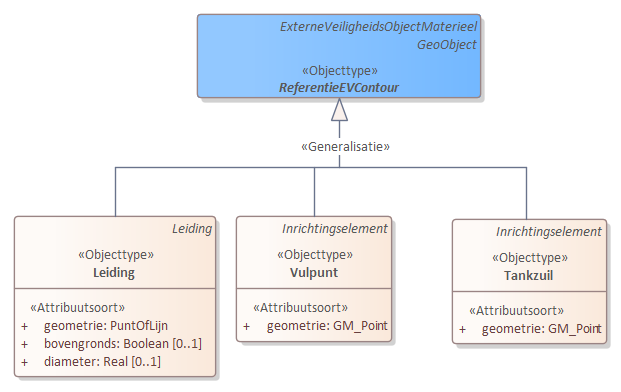 ExterneVeiligheidsObjectMaterieel
GeoObject
«Objecttype»
ReferentieEVContour
«Generalisatie»
Leiding
«Objecttype»
Leiding
«Attribuutsoort»
+ geometrie: PuntOfLijn
+ bovengronds: Boolean [0..1]
+ diameter: Real [0..1]
Inrichtingselement
«Objecttype»
Vulpunt
«Attribuutsoort»
+ geometrie: GM_Point
Inrichtingselement
«Objecttype»
Tankzuil
«Attribuutsoort»
+ geometrie: GM_Point